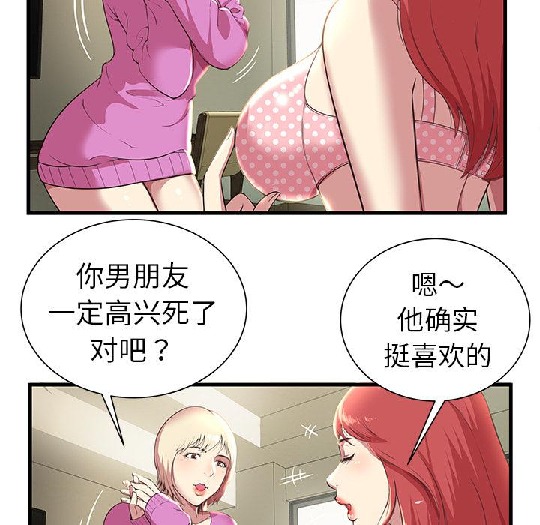 你男朋友
一定高兴死了
对吧？
嗯～
他确实
挺喜欢的